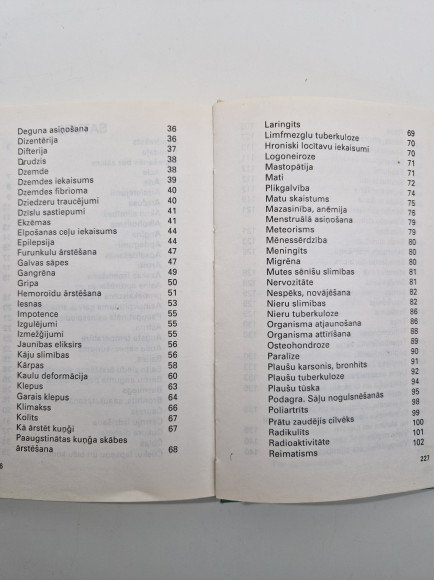 Deguna asiņošana 36
Dizentērija 36
Difterija 37
Drudzis 38
Dzemde 38
Dzemdes iekaisums 39
Dzemdes fibrioma 40
Dziedzeru traucējumi 40
Dzīslu sastiepumi 41
Ekzēmas 41
Elpošanas ceļu iekaisums 44
Epilepsija 44
Furunkulu ārstēšana 47
Galvas sāpes 47
Gangrēna 49
Gripa 50
Hemoroīdu ārstēšana 51
Iesnas 53
Impotence 55
Izgulējumi 55
Izmežģījumi 55
Jaunības eliksīrs 56
Kāju slimības 56
Kārpas 58
Kaulu deformācija 60
Klepus 63
Garais klepus 64
Klimakss 66
Kolīts 67
Kā ārstēt kuņģi 67
Paaugstinātas kuņģa skābes
ārstēšana 68
Laringīts 69
Limfmezglu tuberkuloze 70
Hroniski locītavu iekaisumi 70
Logoneiroze 71
Mastopātija 71
Mati 72
Plikgalvība 74
Matu skaistums 75
Mazasinība, anēmija 76
Menstruālā asiņošana 79
Meteorisms 79
Mēnessērdzība 80
Meningīts 80
Migrēna 80
Mutes sēnīšu slimības 81
Nervozitāte 81
Nespēks, novājēšana 82
Nieru slimības 82
Nieru tuberkuloze 86
Organisma atjaunošana 86
Organisma attīrīšana 88
Osteohondroze 90
Paralīze 90
Plaušu karsonis, bronhīts 91
Plaušu tuberkuloze 92
Plaušu tūska 94
Podagra. Sāļu nogulsnēšanās 95
Poliartrīts 98
Prātu zaudējis cilvēks 99
Radikulīts 100
Radioaktivitāte 101
Reimatisms 102
227